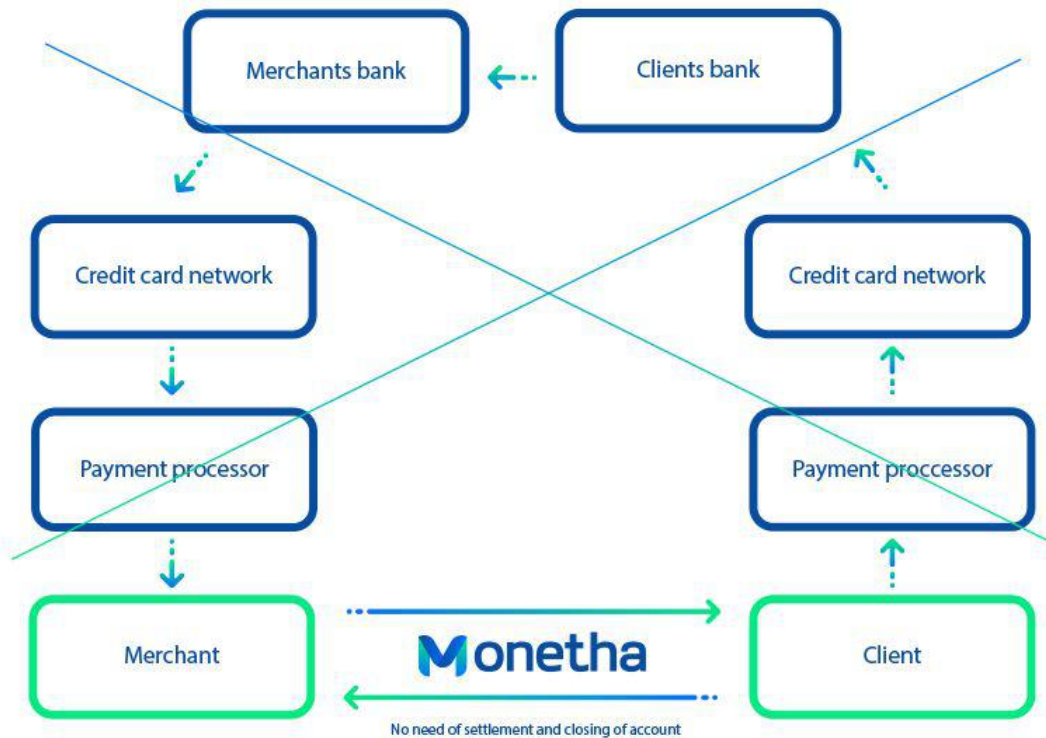 Merchants bank
Clients bank
Credit card network
Credit card network
Payment processor
Payment proccessor
Merchant
Monetha
Client
No need of settlement and closing of account